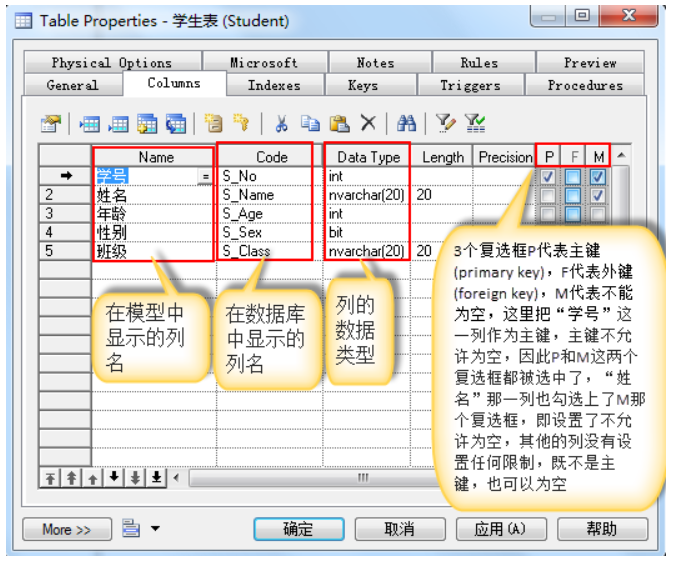 Table Properties - 学生表 (Student)
Physical Options Microsoft Notes Rules Preview
General Columns Indexes Keys Triggers Procedures
Name Code Data Type Length Precision P F M
学号 = S_No int
2 姓名 S_Name nvarchar(20) 20
3 年龄 S_Age int
4 性别 S_Sex bit
5 班级 S_Class nvarchar(20) 20
在模型中
显示的列
名
在数据库
中显示的
列名
列的
数据
类型
3个复选框P代表主键
(primary key)，F代表外键
(foreign key)，M代表不能
为空，这里把“学号”这
一列作为主键，主键不允
许为空，因此P和M这两个
复选框都被选中了，“姓
名”那一列也勾选上了M那
个复选框，即设置了不允
许为空，其他的列没有设
置任何限制，既不是主
键，也可以为空
More >> 确定 取消 应用(A) 帮助